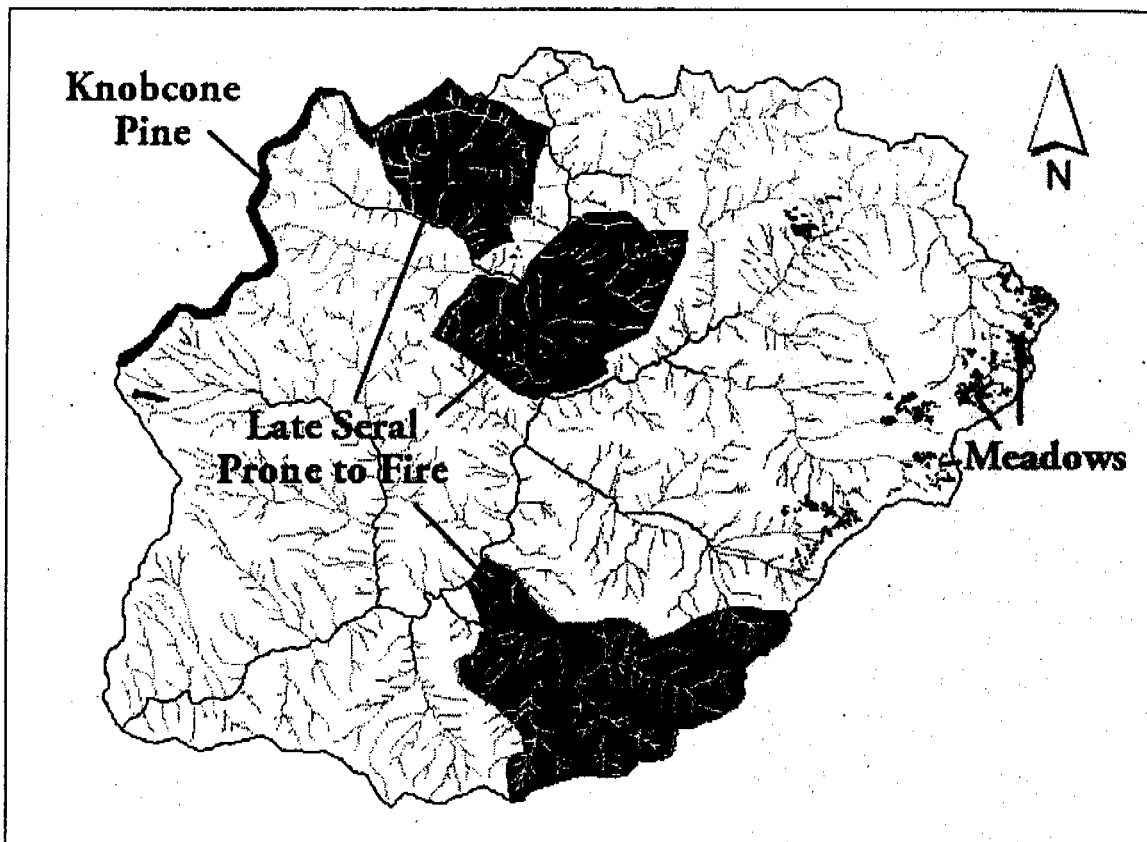 Knobcone
Pine
N
Late Seral
Prone to Fire
Meadows